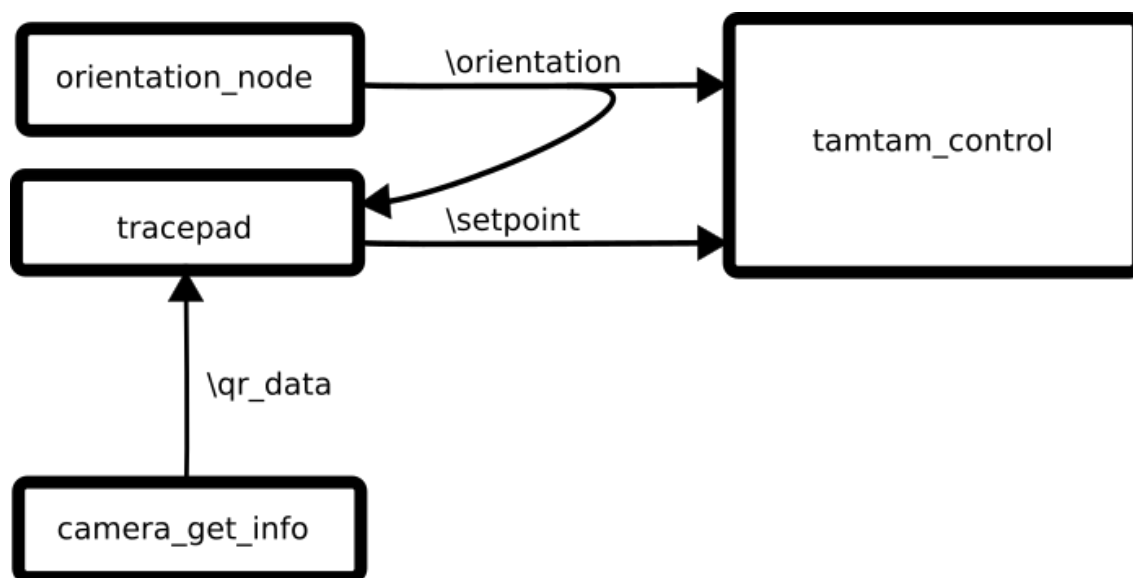 orientation_node
\orientation
tamtam_control
tracepad
\setpoint
\qr_data
camera_get_info